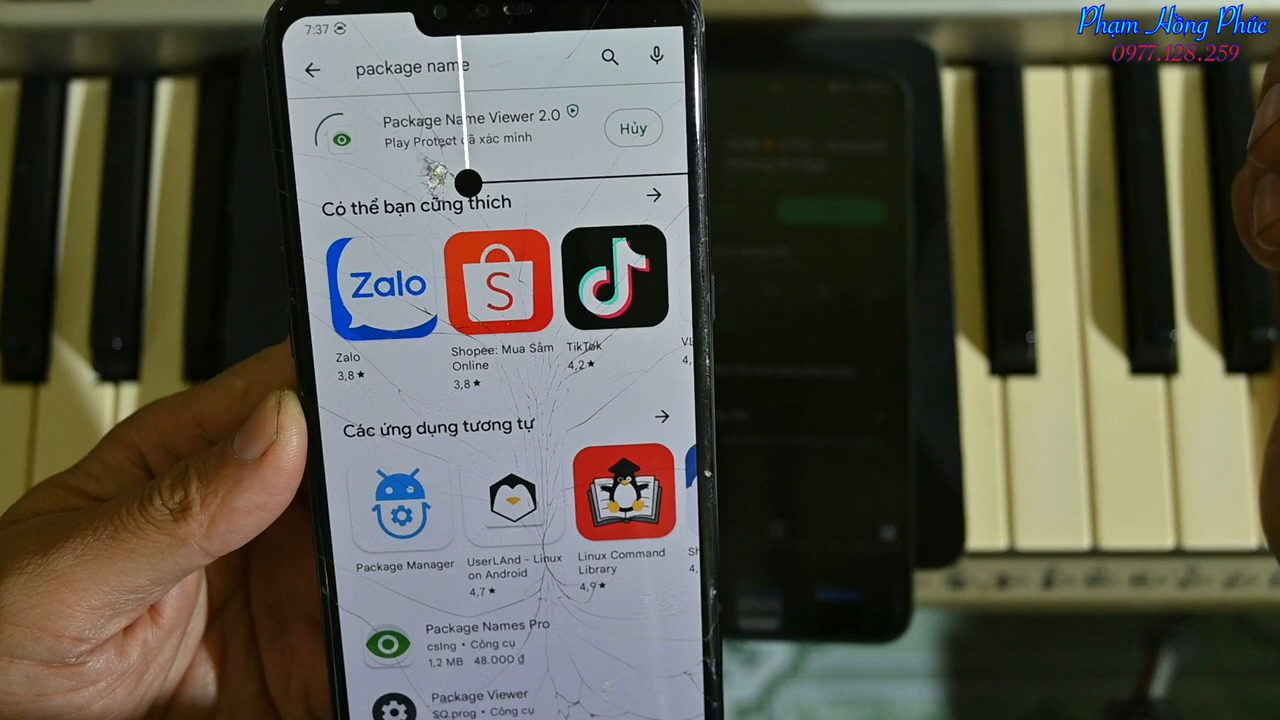 Phạm Hồng Phúc
0977.128.259
7:37
package name
Package Name Viewer 2.0
Play Protect đã xác minh
Hủy
Có thể bạn cũng thích
Zalo
S
Zalo
3,8 ★
Shopee: Mua Sắm
Online
3,8 ★
TikTok
4,2 ★
VL
4,
Các ứng dụng tương tự
Package Manager
UserLAnd - Linux
on Android
4,7 ★
Linux Command
Library
4,9 ★
Package Names Pro
csIng • Công cụ
1,2 MB 48.000 ₫
Package Viewer
SQ.prog • Công cụ